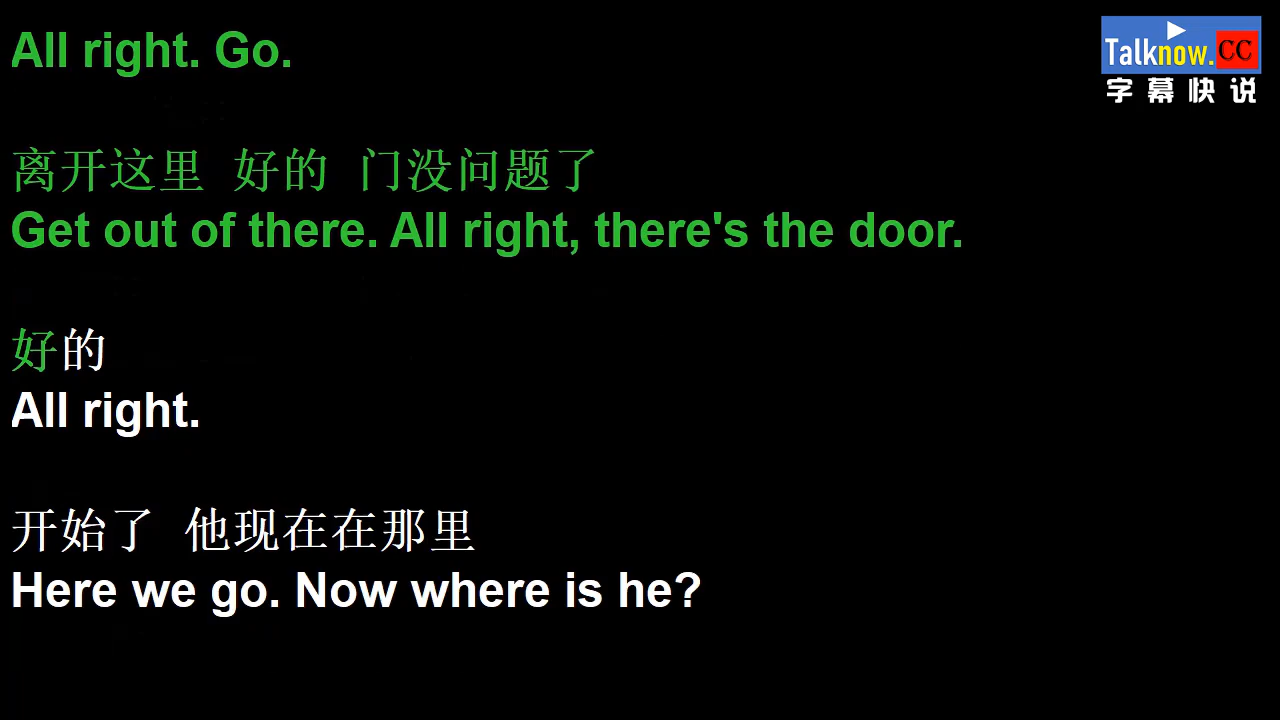 All right. Go.
Talknow.CC
字幕快说
离开这里 好的 门没问题了
Get out of there. All right, there's the door.
好的
All right.
开始了 他现在在那里
Here we go. Now where is he?